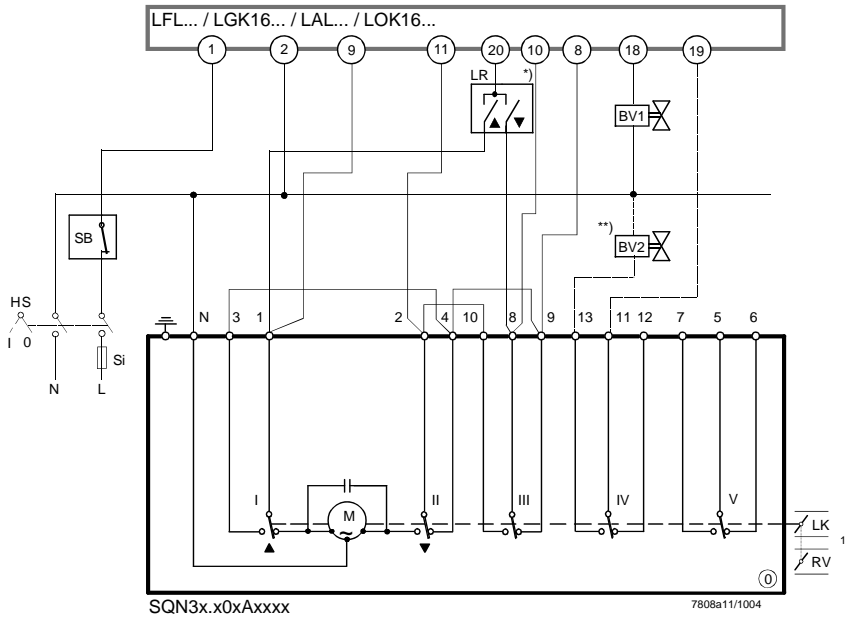 LFL... / LGK16... / LAL... / LOK16...
1 2 9 11 20 10 8 18 19
LR *)
BV1
SB
**)
BV2
HS
I 0
Si
N L
N 3 1 2 4 10 8 9 13 11 12 7 5 6
I II III IV V
M
~
LK
1
RV
0
SQN3x.x0xAxxxx
7808a11/1004